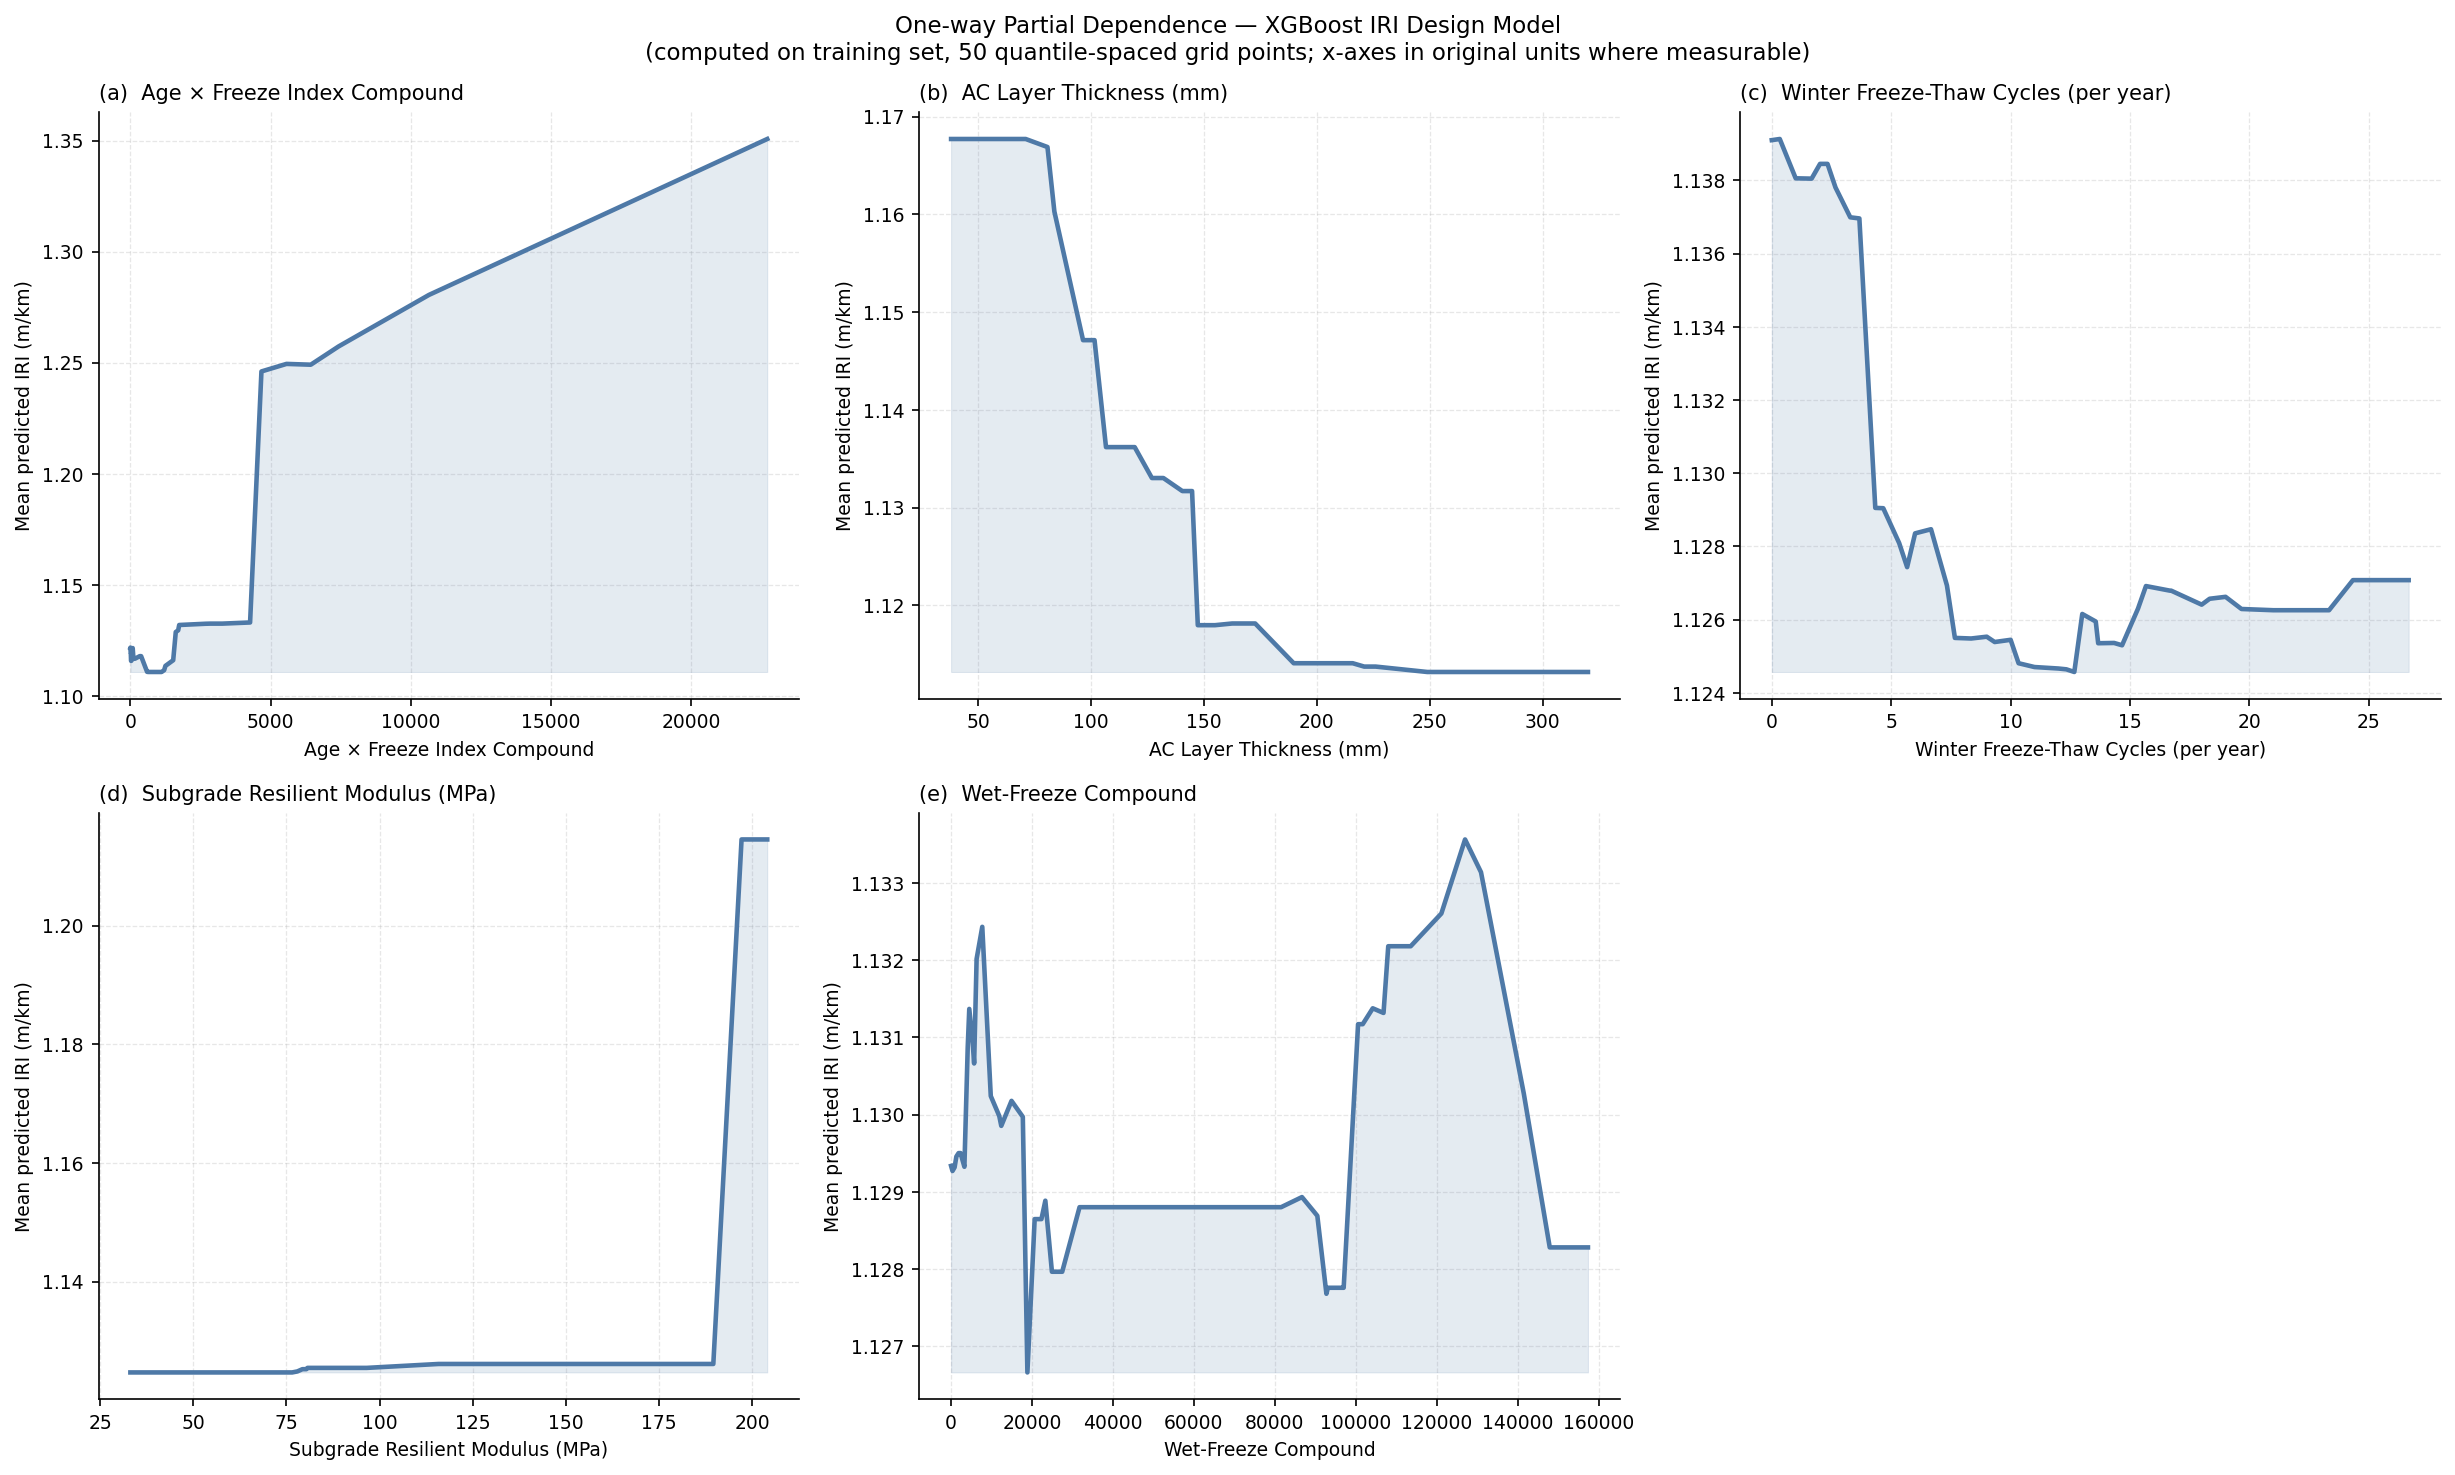 One-way Partial Dependence — XGBoost IRI Design Model
(computed on training set, 50 quantile-spaced grid points; x-axes in original units where measurable)
(a)  Age × Freeze Index Compound
1.35
1.30
1.25
1.20
1.15
1.10
Mean predicted IRI (m/km)
0 5000 10000 15000 20000
Age × Freeze Index Compound
(b)  AC Layer Thickness (mm)
1.17
1.16
1.15
1.14
1.13
1.12
Mean predicted IRI (m/km)
50 100 150 200 250 300
AC Layer Thickness (mm)
(c)  Winter Freeze-Thaw Cycles (per year)
1.138
1.136
1.134
1.132
1.130
1.128
1.126
1.124
Mean predicted IRI (m/km)
0 5 10 15 20 25
Winter Freeze-Thaw Cycles (per year)
(d)  Subgrade Resilient Modulus (MPa)
1.20
1.18
1.16
1.14
Mean predicted IRI (m/km)
25 50 75 100 125 150 175 200
Subgrade Resilient Modulus (MPa)
(e)  Wet-Freeze Compound
1.133
1.132
1.131
1.130
1.129
1.128
1.127
Mean predicted IRI (m/km)
0 20000 40000 60000 80000 100000 120000 140000 160000
Wet-Freeze Compound